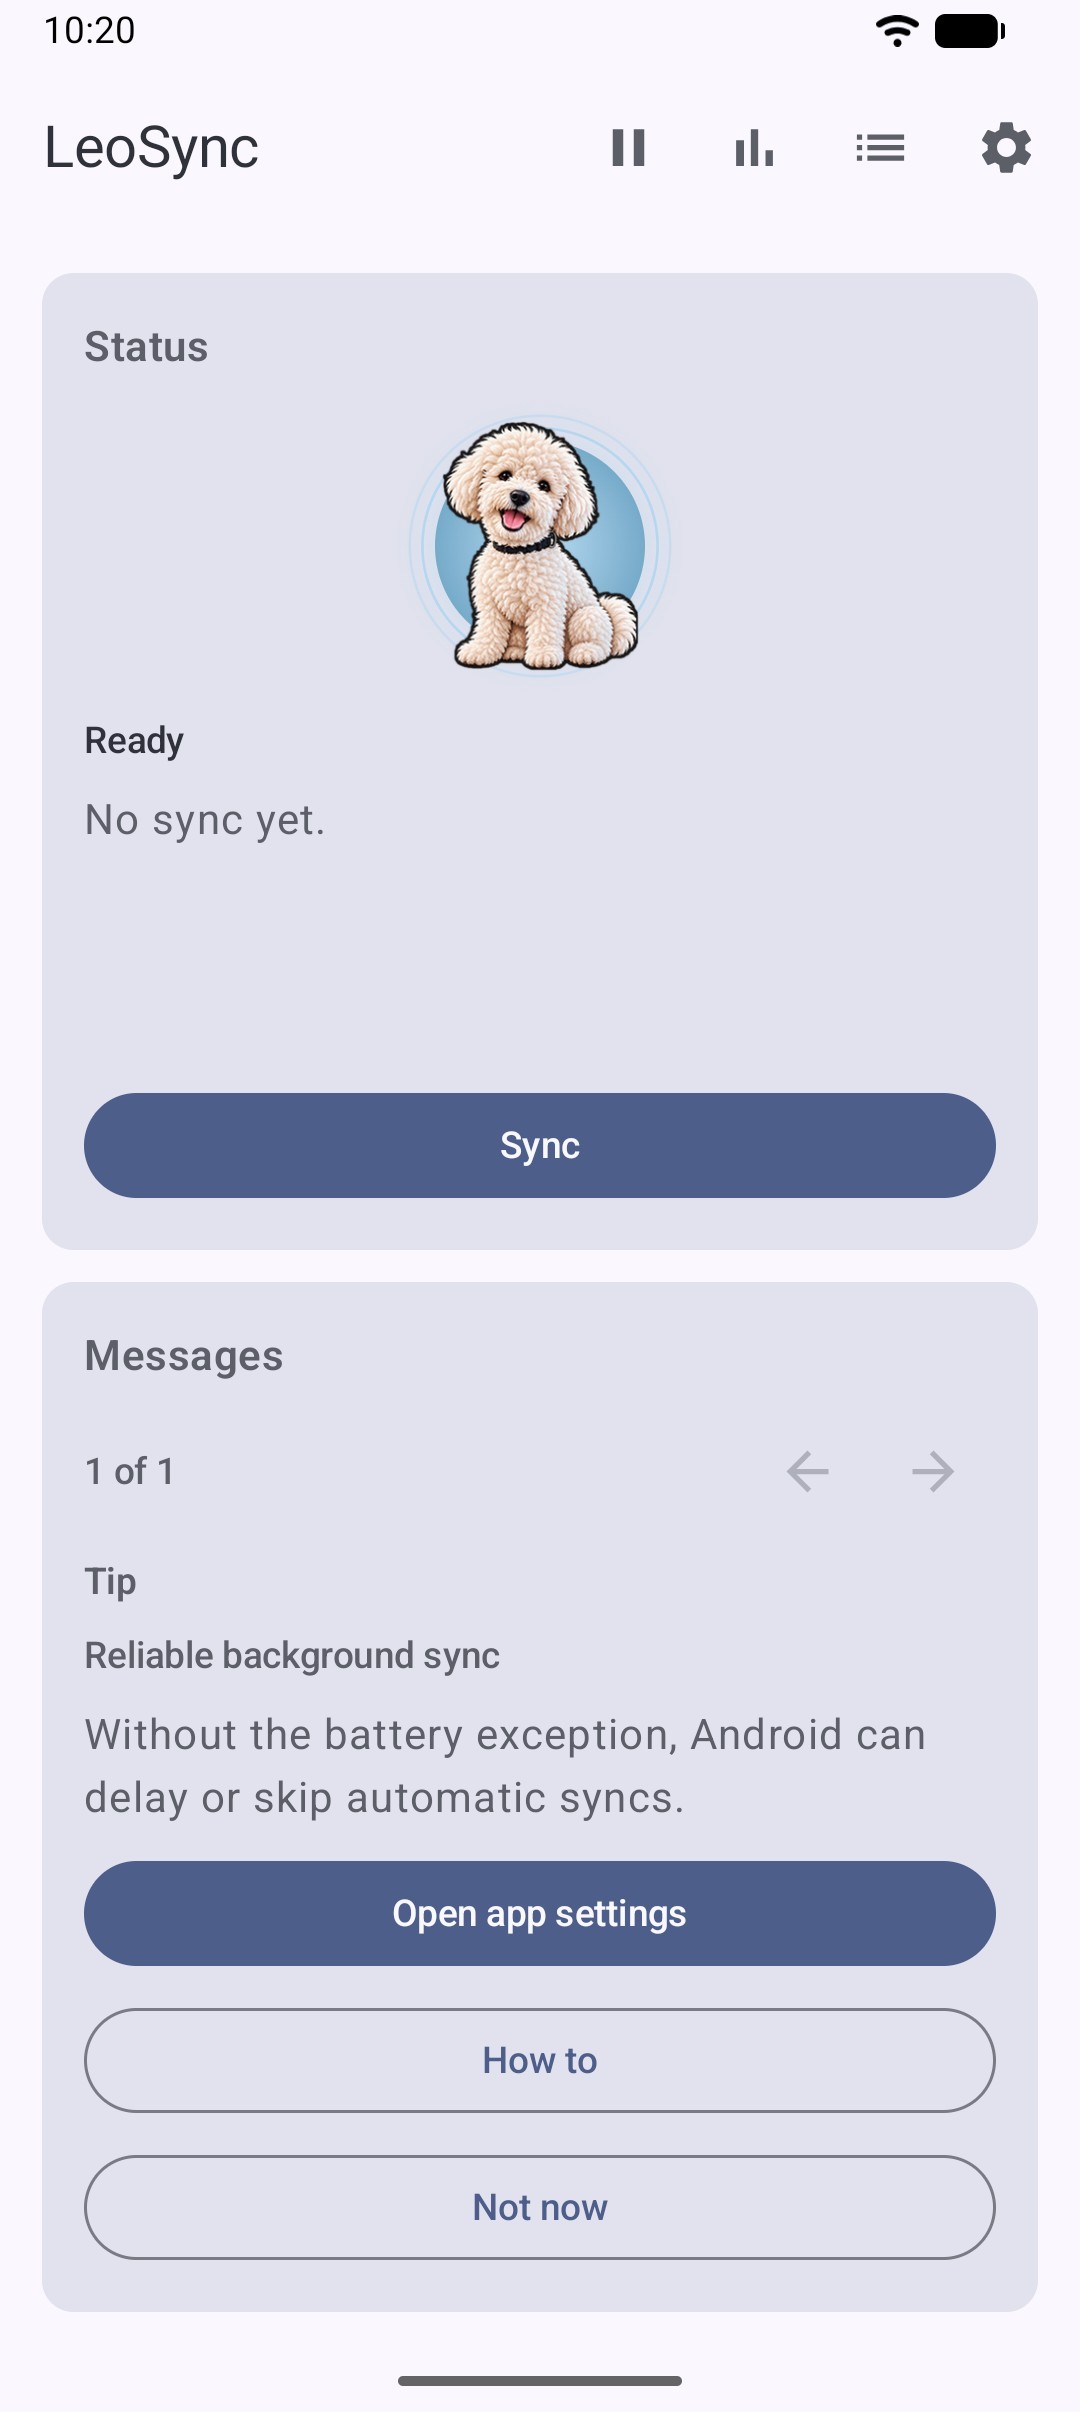 10:20
LeoSync
Status
Ready
No sync yet.
Sync
Messages
1 of 1
Tip
Reliable background sync
Without the battery exception, Android can
delay or skip automatic syncs.
Open app settings
How to
Not now